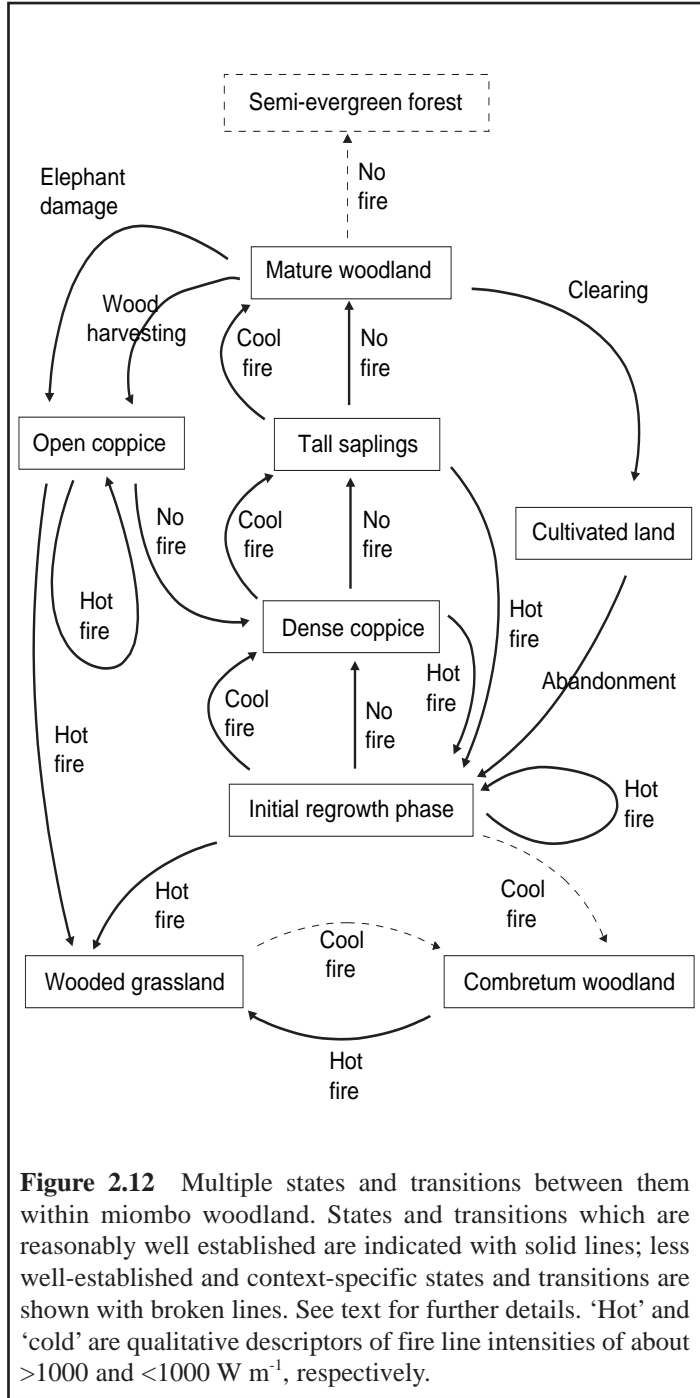 Semi-evergreen forest
No
fire
Elephant
damage
Mature woodland
Clearing
Wood
harvesting
Cool
fire
No
fire
Open coppice
Tall saplings
No
fire
Cool
fire
No
fire
Cultivated land
Hot
fire
Hot
fire
Dense coppice
Hot
fire
Abandonment
Cool
fire
No
fire
Hot
fire
Initial regrowth phase
Hot
fire
Hot
fire
Cool
fire
Cool
fire
Wooded grassland
Combretum woodland
Hot
fire
Figure 2.12 Multiple states and transitions between them
within miombo woodland. States and transitions which are
reasonably well established are indicated with solid lines; less
well-established and context-specific states and transitions are
shown with broken lines. See text for further details. ‘Hot’ and
‘cold’ are qualitative descriptors of fire line intensities of about
>1000 and <1000 W m-1, respectively.